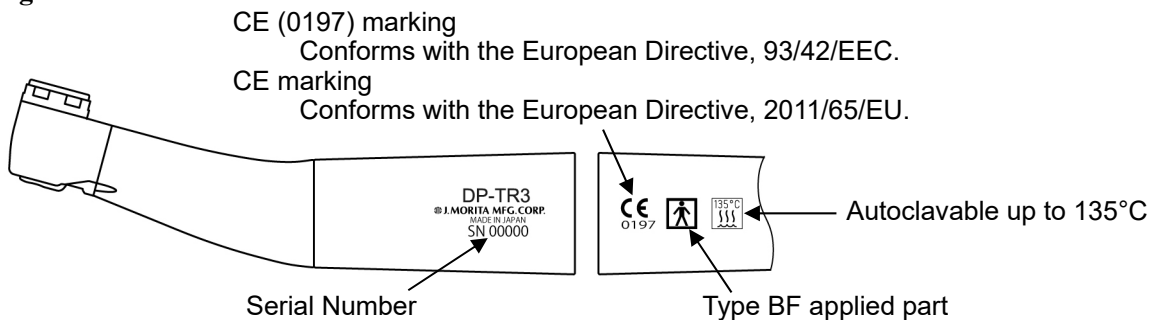 CE (0197) marking
Conforms with the European Directive, 93/42/EEC.
CE marking
Conforms with the European Directive, 2011/65/EU.
DP-TR3
J.MORITA MFG.CORP.
MADE IN JAPAN
SN 00000
CE
0197
135°C
Autoclavable up to 135°C
Serial Number
Type BF applied part